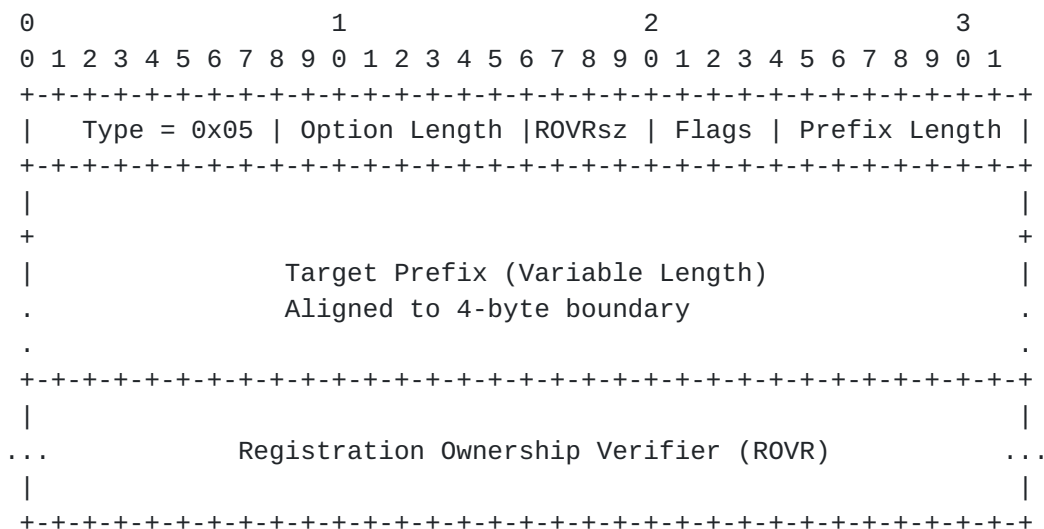 0                   1                   2                   3
0 1 2 3 4 5 6 7 8 9 0 1 2 3 4 5 6 7 8 9 0 1 2 3 4 5 6 7 8 9 0 1
+-+-+-+-+-+-+-+-+-+-+-+-+-+-+-+-+-+-+-+-+-+-+-+-+-+-+-+-+-+-+-+-+
|   Type = 0x05 | Option Length |ROVRsz | Flags | Prefix Length |
+-+-+-+-+-+-+-+-+-+-+-+-+-+-+-+-+-+-+-+-+-+-+-+-+-+-+-+-+-+-+-+-+
|                                                               |
+                                                               +
|                Target Prefix (Variable Length)                |
.                Aligned to 4-byte boundary                     .
.                                                               .
+-+-+-+-+-+-+-+-+-+-+-+-+-+-+-+-+-+-+-+-+-+-+-+-+-+-+-+-+-+-+-+-+
|                                                               |
...            Registration Ownership Verifier (ROVR)           ...
|                                                               |
+-+-+-+-+-+-+-+-+-+-+-+-+-+-+-+-+-+-+-+-+-+-+-+-+-+-+-+-+-+-+-+-+